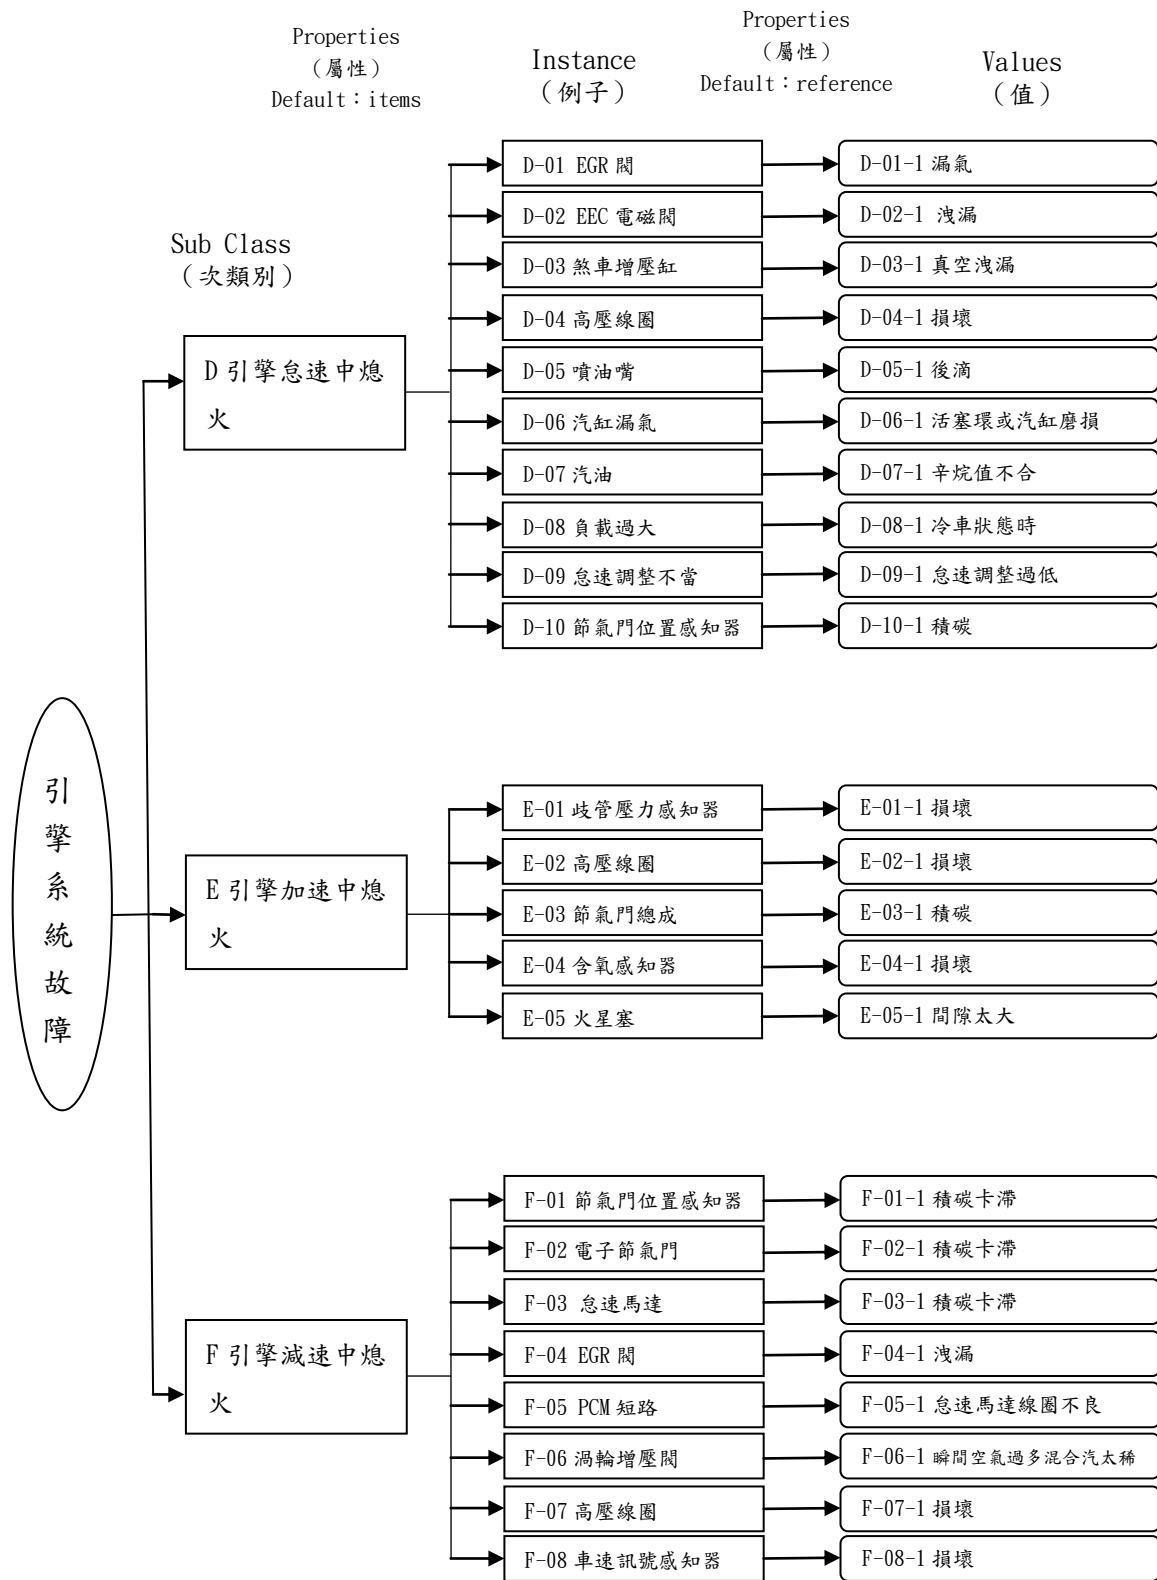 Properties
（屬性）
Default：items
Instance
（例子）
Properties
（屬性）
Default：reference
Values
（值）
Sub Class
（次類別）
引
擎
系
統
故
障
D 引擎怠速中熄
火
D-01 EGR 閥
D-01-1 漏氣
D-02 EEC 電磁閥
D-02-1 洩漏
D-03 煞車增壓缸
D-03-1 真空洩漏
D-04 高壓線圈
D-04-1 損壞
D-05 噴油嘴
D-05-1 後滴
D-06 汽缸漏氣
D-06-1 活塞環或汽缸磨損
D-07 汽油
D-07-1 辛烷值不合
D-08 負載過大
D-08-1 冷車狀態時
D-09 怠速調整不當
D-09-1 怠速調整過低
D-10 節氣門位置感知器
D-10-1 積碳
E 引擎加速中熄
火
E-01 歧管壓力感知器
E-01-1 損壞
E-02 高壓線圈
E-02-1 損壞
E-03 節氣門總成
E-03-1 積碳
E-04 含氧感知器
E-04-1 損壞
E-05 火星塞
E-05-1 間隙太大
F 引擎減速中熄
火
F-01 節氣門位置感知器
F-01-1 積碳卡滯
F-02 電子節氣門
F-02-1 積碳卡滯
F-03 怠速馬達
F-03-1 積碳卡滯
F-04 EGR 閥
F-04-1 洩漏
F-05 PCM 短路
F-05-1 怠速馬達線圈不良
F-06 渦輪增壓閥
F-06-1 瞬間空氣過多混合汽太稀
F-07 高壓線圈
F-07-1 損壞
F-08 車速訊號感知器
F-08-1 損壞